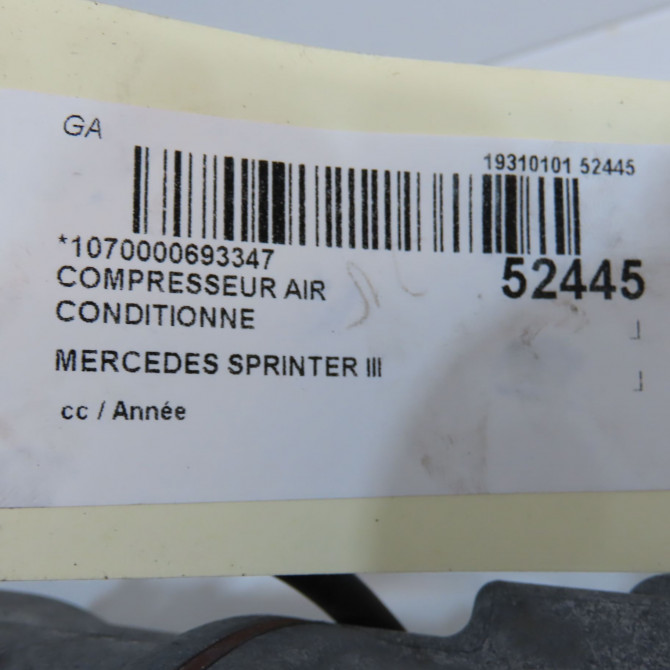 GA
19310101 52445
*1070000693347
52445
COMPRESSEUR AIR
CONDITIONNE
MERCEDES SPRINTER III
cc / Année